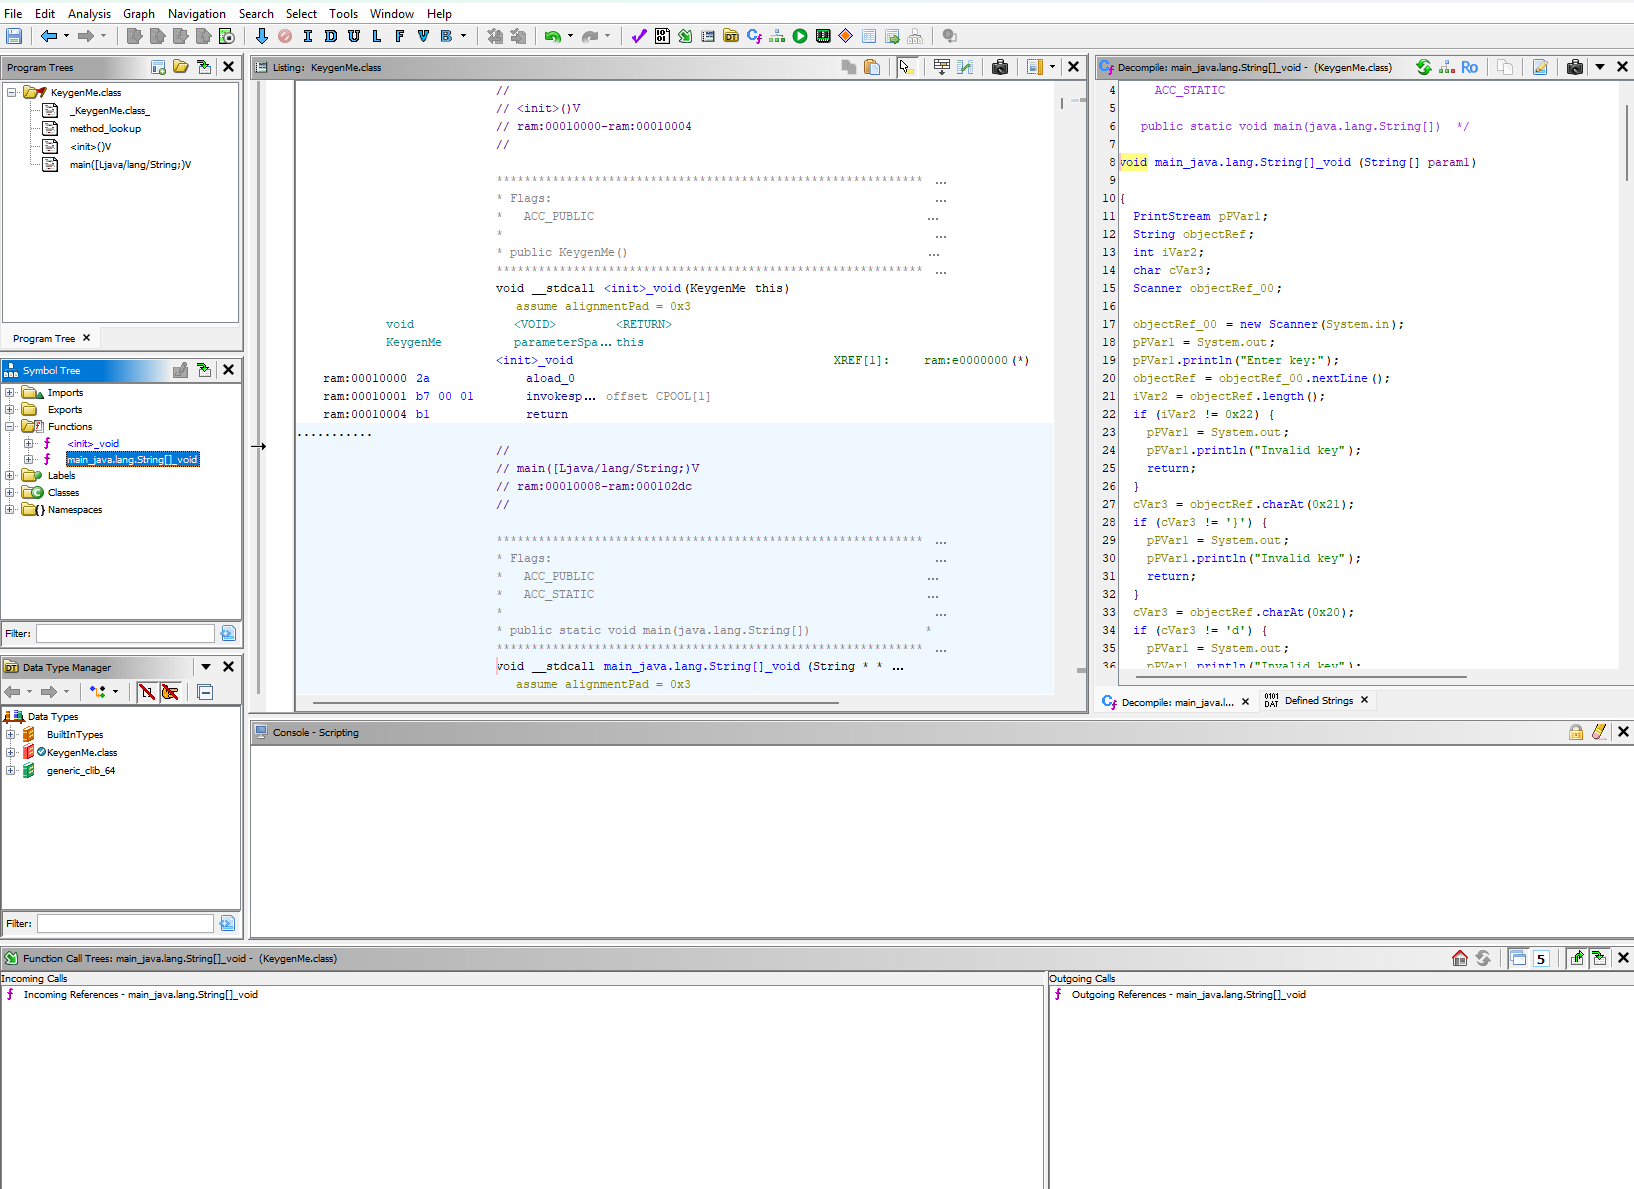 File Edit Analysis Graph Navigation Search Select Tools Window Help
I D U L F V B
Program Trees
KeygenMe.class
_KeygenMe.class_
method_lookup
<init>()V
main([Ljava/lang/String;)V
Program Tree
Symbol Tree
Imports
Exports
Functions
<init>_void
main_java.lang.String[]_void
Labels
Classes
Namespaces
Filter:
Data Type Manager
Data Types
BuiltInTypes
KeygenMe.class
generic_clib_64
Filter:
Listing: KeygenMe.class
//
// <init>()V
// ram:00010000-ram:00010004
//
************************************************************* ...
* Flags: ...
* ACC_PUBLIC ...
* ...
* public KeygenMe() ...
************************************************************* ...
void __stdcall <init>_void(KeygenMe this)
assume alignmentPad = 0x3
void <VOID> <RETURN>
KeygenMe parameterSpa... this
<init>_void XREF[1]: ram:e0000000(*)
ram:00010000 2a aload_0
ram:00010001 b7 00 01 invokesp... offset CPOOL[1]
ram:00010004 b1 return
...........
//
// main([Ljava/lang/String;)V
// ram:00010008-ram:000102dc
//
************************************************************* ...
* Flags: ...
* ACC_PUBLIC ...
* ACC_STATIC ...
* ...
* public static void main(java.lang.String[]) *
************************************************************* ...
void __stdcall main_java.lang.String[]_void (String * * ...
assume alignmentPad = 0x3
Decompile: main_java.lang.String[]_void - (KeygenMe.class)
Ro
4 ACC_STATIC
5
6 public static void main(java.lang.String[]) */
7
8 void main_java.lang.String[]_void (String[] param1)
9
10 {
11 PrintStream pPVar1;
12 String objectRef;
13 int iVar2;
14 char cVar3;
15 Scanner objectRef_00;
16
17 objectRef_00 = new Scanner(System.in);
18 pPVar1 = System.out;
19 pPVar1.println("Enter key:");
20 objectRef = objectRef_00.nextLine();
21 iVar2 = objectRef.length();
22 if (iVar2 != 0x22) {
23 pPVar1 = System.out;
24 pPVar1.println("Invalid key");
25 return;
26 }
27 cVar3 = objectRef.charAt(0x21);
28 if (cVar3 != '}') {
29 pPVar1 = System.out;
30 pPVar1.println("Invalid key");
31 return;
32 }
33 cVar3 = objectRef.charAt(0x20);
34 if (cVar3 != 'd') {
35 pPVar1 = System.out;
36 pPVar1.println("Invalid key");
Decompile: main_java.l...
Defined Strings
Console - Scripting
Function Call Trees: main_java.lang.String[]_void - (KeygenMe.class)
5
Incoming Calls
Incoming References - main_java.lang.String[]_void
Outgoing Calls
Outgoing References - main_java.lang.String[]_void